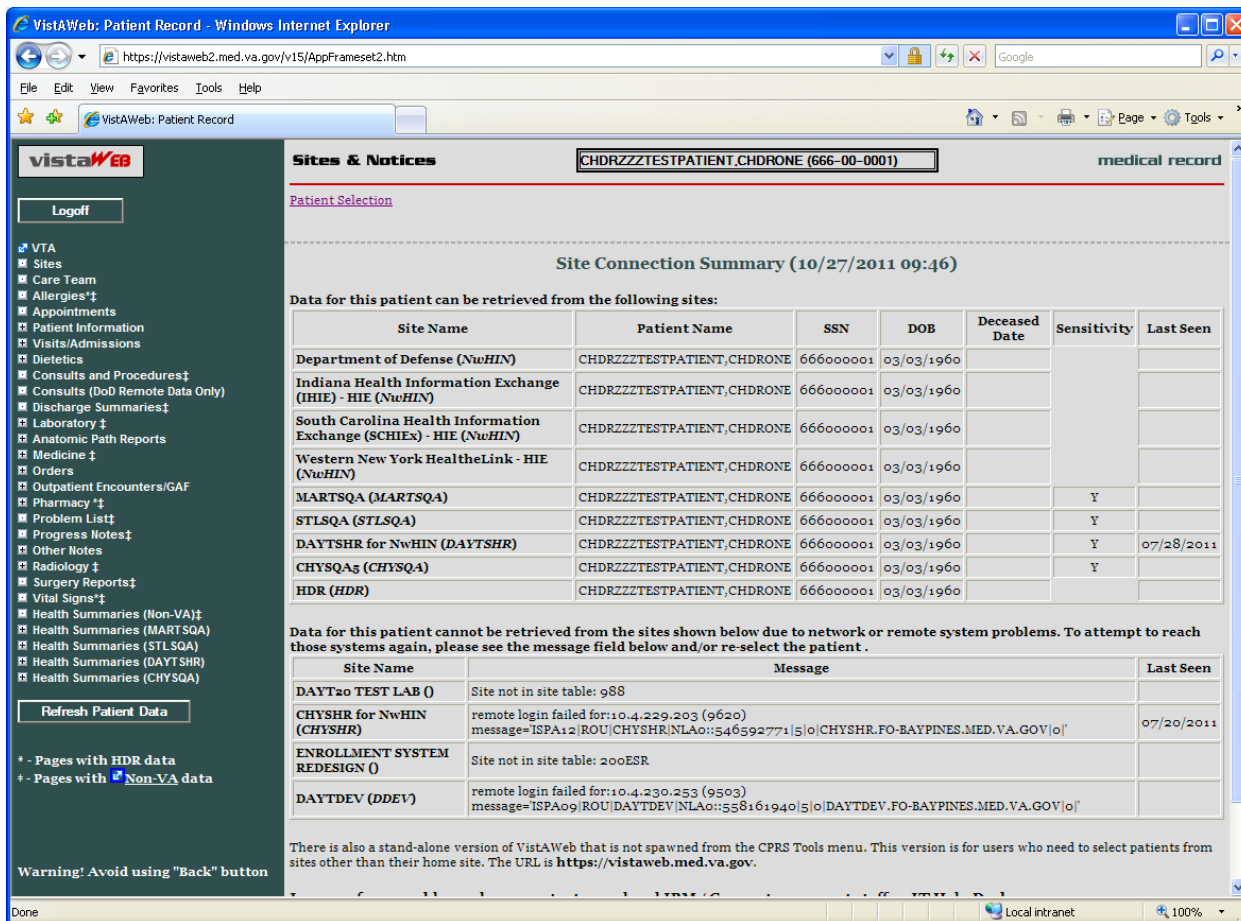 VistAWeb: Patient Record - Windows Internet Explorer
https://vistaweb2.med.va.gov/v15/AppFrameset2.htm
Google
File Edit View Favorites Tools Help
VistAWeb: Patient Record
Page Tools
vistaWEB
Logoff
VTA
Sites
Care Team
Allergies*‡
Appointments
Patient Information
Visits/Admissions
Dietetics
Consults and Procedures‡
Consults (DoD Remote Data Only)
Discharge Summaries‡
Laboratory ‡
Anatomic Path Reports
Medicine ‡
Orders
Outpatient Encounters/GAF
Pharmacy *‡
Problem List‡
Progress Notes‡
Other Notes
Radiology ‡
Surgery Reports‡
Vital Signs*‡
Health Summaries (Non-VA)‡
Health Summaries (MARTSQA)
Health Summaries (STLSQA)
Health Summaries (DAYTSHR)
Health Summaries (CHYSQA)
Refresh Patient Data
* - Pages with HDR data
‡ - Pages with Non-VA data
Warning! Avoid using "Back" button
Sites & Notices CHDRZZZTESTPATIENT,CHDRONE (666-00-0001) medical record
Patient Selection
Site Connection Summary (10/27/2011 09:46)
Data for this patient can be retrieved from the following sites:
Site Name Patient Name SSN DOB Deceased Date Sensitivity Last Seen
Department of Defense (NwHIN) CHDRZZZTESTPATIENT,CHDRONE 666000001 03/03/1960
Indiana Health Information Exchange
(IHIE) - HIE (NwHIN) CHDRZZZTESTPATIENT,CHDRONE 666000001 03/03/1960
South Carolina Health Information
Exchange (SCHIEx) - HIE (NwHIN) CHDRZZZTESTPATIENT,CHDRONE 666000001 03/03/1960
Western New York HealtheLink - HIE
(NwHIN) CHDRZZZTESTPATIENT,CHDRONE 666000001 03/03/1960
MARTSQA (MARTSQA) CHDRZZZTESTPATIENT,CHDRONE 666000001 03/03/1960 Y
STLSQA (STLSQA) CHDRZZZTESTPATIENT,CHDRONE 666000001 03/03/1960 Y
DAYTSHR for NwHIN (DAYTSHR) CHDRZZZTESTPATIENT,CHDRONE 666000001 03/03/1960 Y 07/28/2011
CHYSQA5 (CHYSQA) CHDRZZZTESTPATIENT,CHDRONE 666000001 03/03/1960 Y
HDR (HDR) CHDRZZZTESTPATIENT,CHDRONE 666000001 03/03/1960
Data for this patient cannot be retrieved from the sites shown below due to network or remote system problems. To attempt to reach
those systems again, please see the message field below and/or re-select the patient .
Site Name Message Last Seen
DAYT20 TEST LAB () Site not in site table: 988
CHYSHR for NwHIN
(CHYSHR) remote login failed for:10.4.229.203 (9620)
message='ISPA12|ROU|CHYSHR|NLA0::546592771|5|0|CHYSHR.FO-BAYPINES.MED.VA.GOV|0|' 07/20/2011
ENROLLMENT SYSTEM
REDESIGN () Site not in site table: 200ESR
DAYTDEV (DDEV) remote login failed for:10.4.230.253 (9503)
message='ISPA09|ROU|DAYTDEV|NLA0::558161940|5|0|DAYTDEV.FO-BAYPINES.MED.VA.GOV|0|'
There is also a stand-alone version of VistAWeb that is not spawned from the CPRS Tools menu. This version is for users who need to select patients from
sites other than their home site. The URL is https://vistaweb.med.va.gov.
Done Local intranet 100%